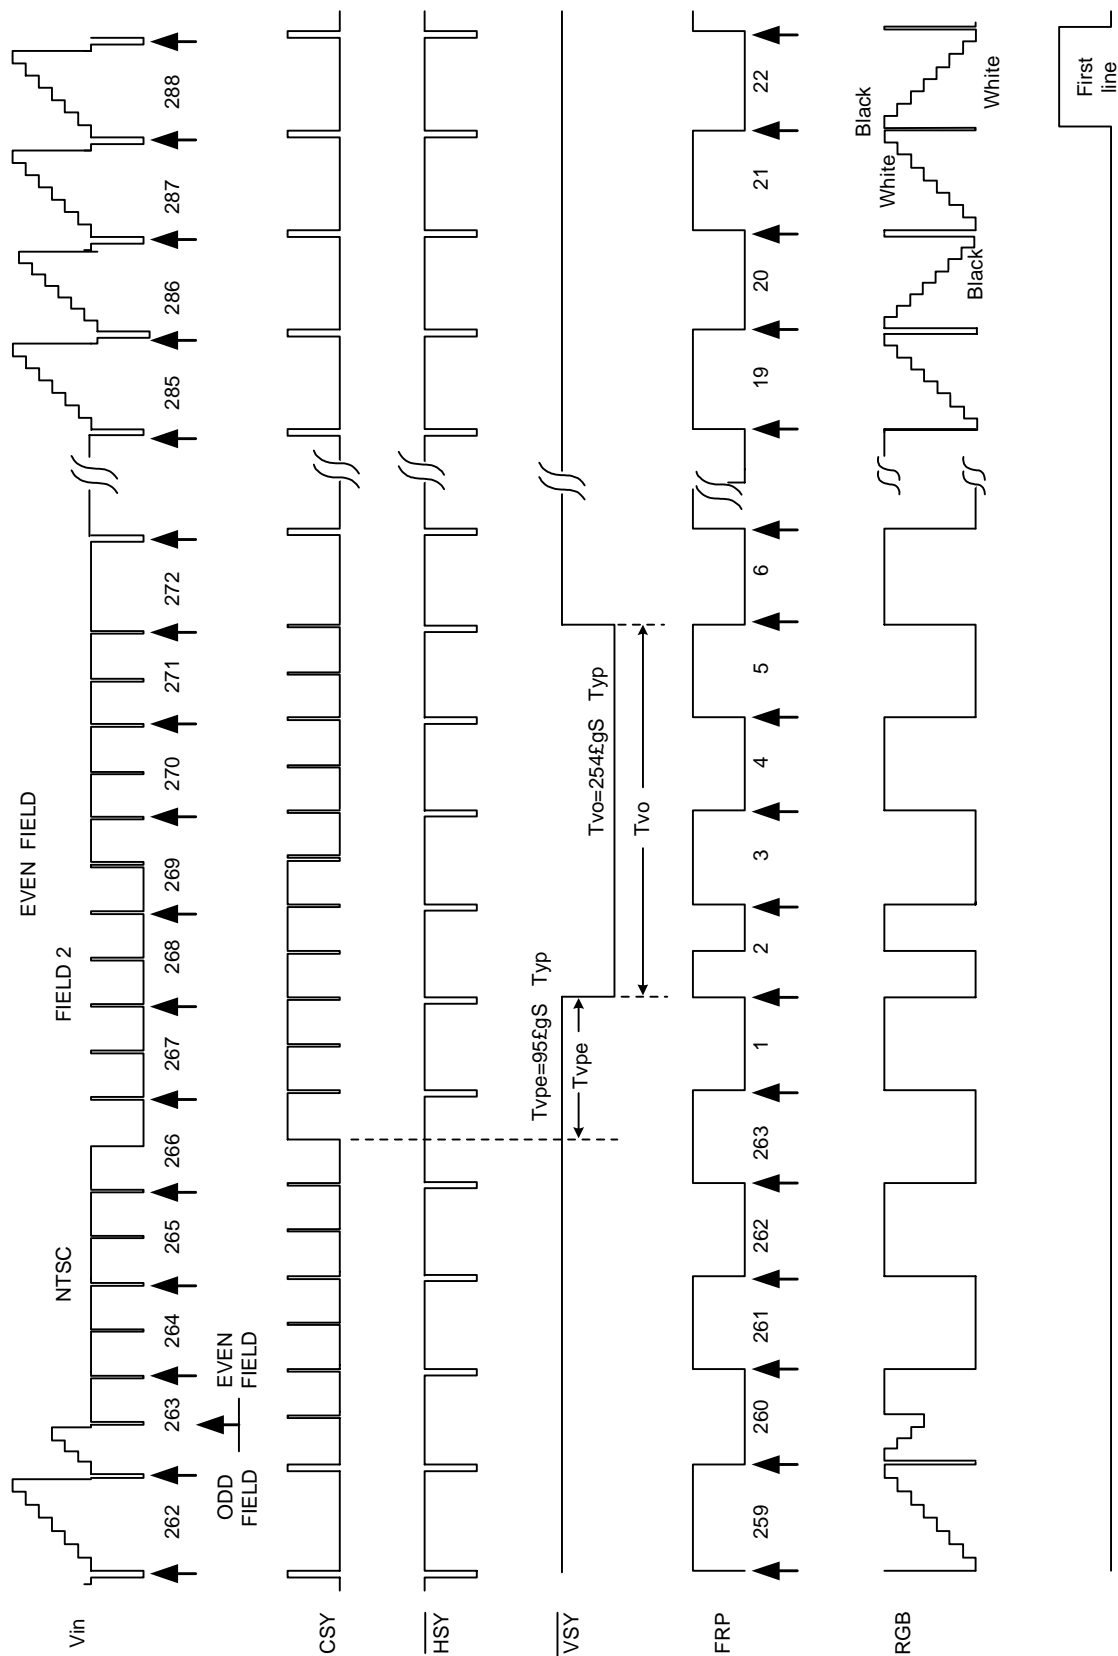 EVEN FIELD
FIELD 2
NTSC
Vin
262
263
264
265
266
267
268
269
270
271
272
285
286
287
288
ODD
FIELD
EVEN
FIELD
CSY
HSY
VSY
Tvpe=95£gS Typ
Tvpe
Tvo=254£gS Typ
Tvo
FRP
259
260
261
262
263
1
2
3
4
5
6
19
20
21
22
RGB
Black
White
Black
White
First
line